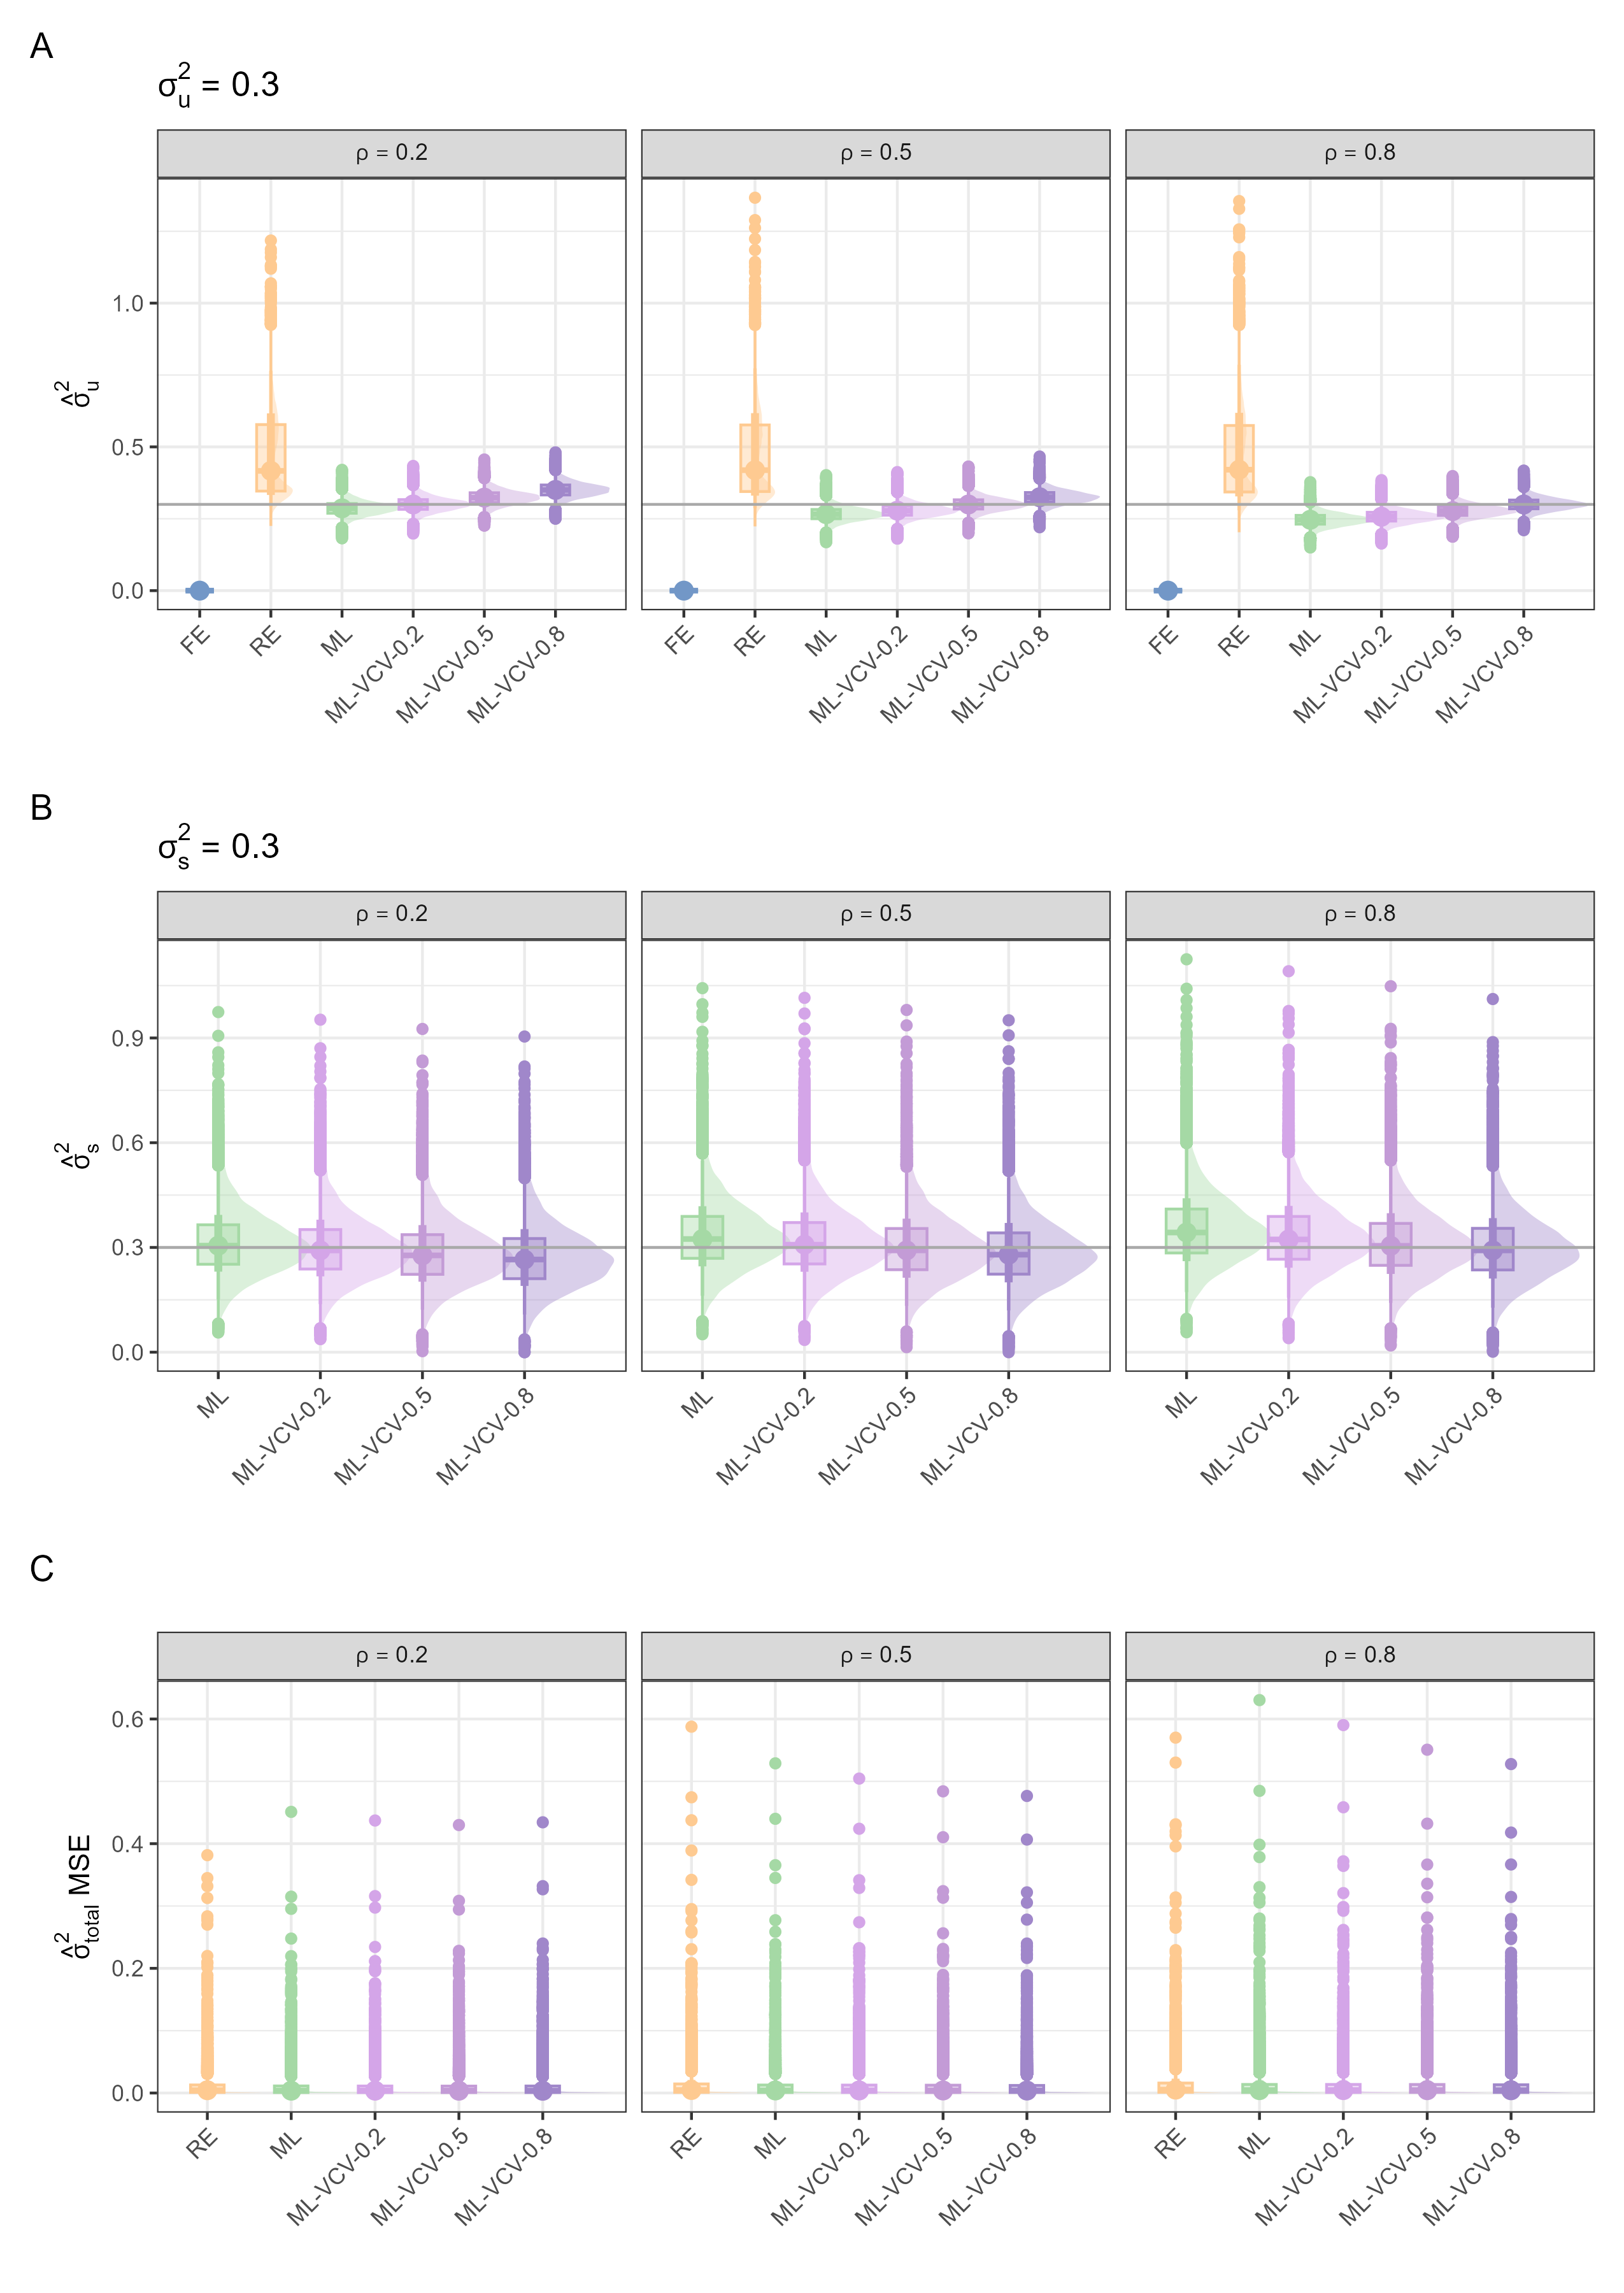 A
σ²ᵤ = 0.3
ρ = 0.2 ρ = 0.5 ρ = 0.8
σ̂²ᵤ
1.0
0.5
0.0
FE RE ML ML-VCV-0.2 ML-VCV-0.5 ML-VCV-0.8 FE RE ML ML-VCV-0.2 ML-VCV-0.5 ML-VCV-0.8 FE RE ML ML-VCV-0.2 ML-VCV-0.5 ML-VCV-0.8
B
σ²ₛ = 0.3
ρ = 0.2 ρ = 0.5 ρ = 0.8
σ̂²ₛ
0.9
0.6
0.3
0.0
ML ML-VCV-0.2 ML-VCV-0.5 ML-VCV-0.8 ML ML-VCV-0.2 ML-VCV-0.5 ML-VCV-0.8 ML ML-VCV-0.2 ML-VCV-0.5 ML-VCV-0.8
C
ρ = 0.2 ρ = 0.5 ρ = 0.8
σ̂²total MSE
0.6
0.4
0.2
0.0
RE ML ML-VCV-0.2 ML-VCV-0.5 ML-VCV-0.8 RE ML ML-VCV-0.2 ML-VCV-0.5 ML-VCV-0.8 RE ML ML-VCV-0.2 ML-VCV-0.5 ML-VCV-0.8